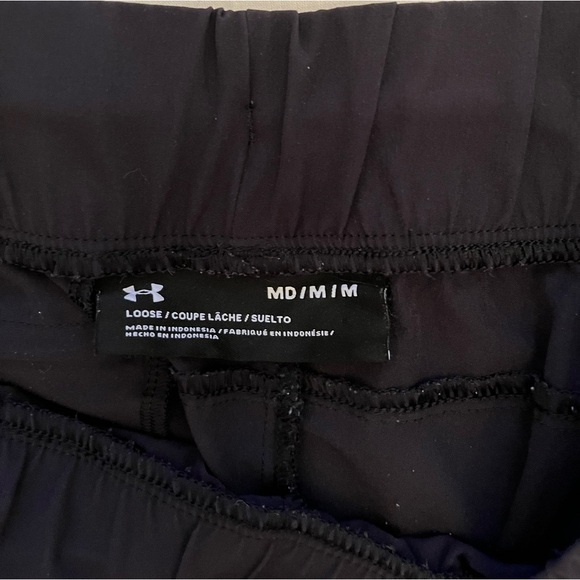 MD/M/M
LOOSE/COUPE LÂCHE/SUELTO
MADE IN INDONESIA/FABRIQUÉ EN INDONÉSIE/
HECHO EN INDONESIA